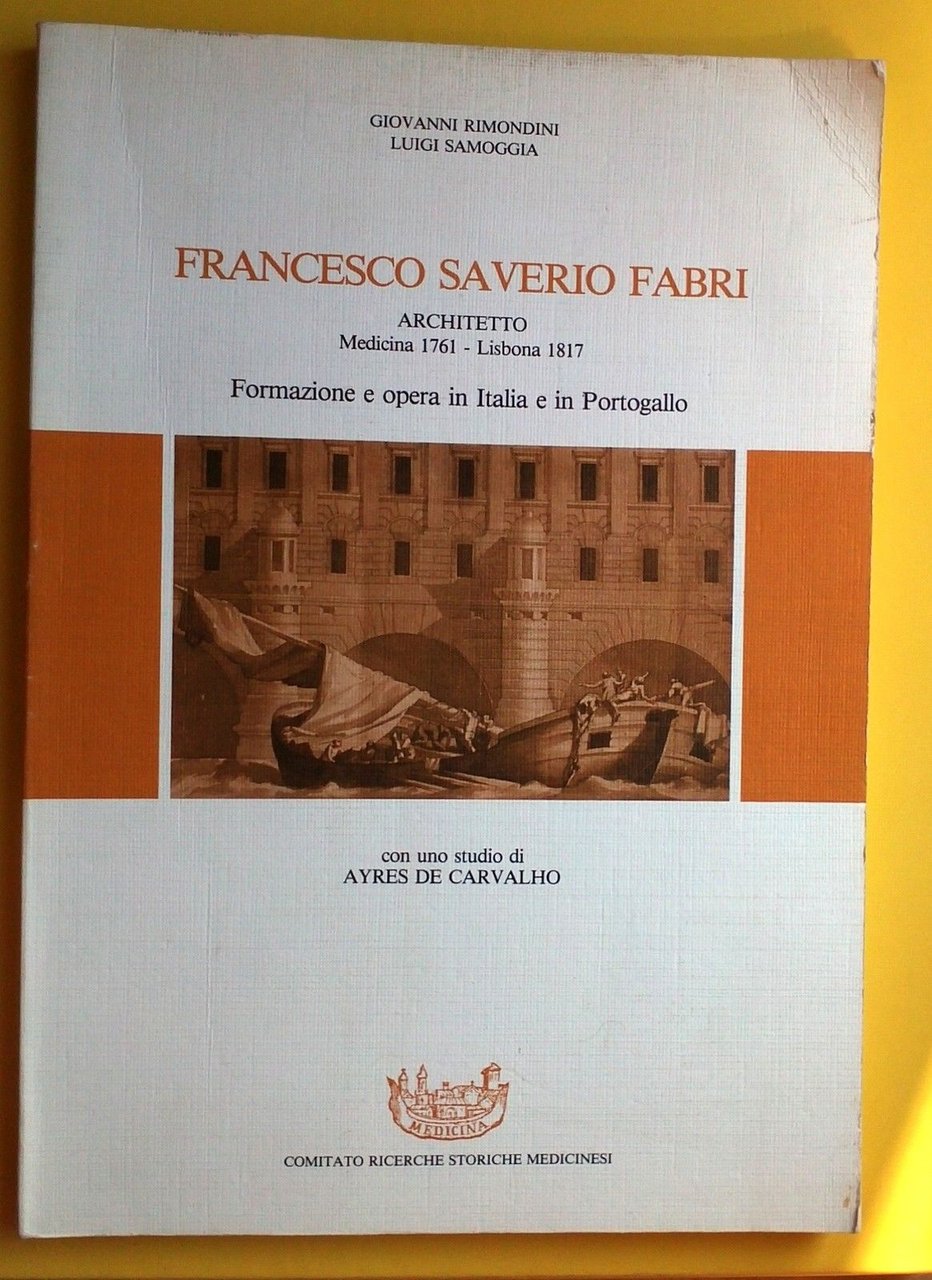 GIOVANNI RIMONDINI
LUIGI SAMOGGIA
FRANCESCO SAVERIO FABRI
ARCHITETTO
Medicina 1761 - Lisbona 1817
Formazione e opera in Italia e in Portogallo
con uno studio di
AYRES DE CARVALHO
MEDICINA
COMITATO RICERCHE STORICHE MEDICINESI